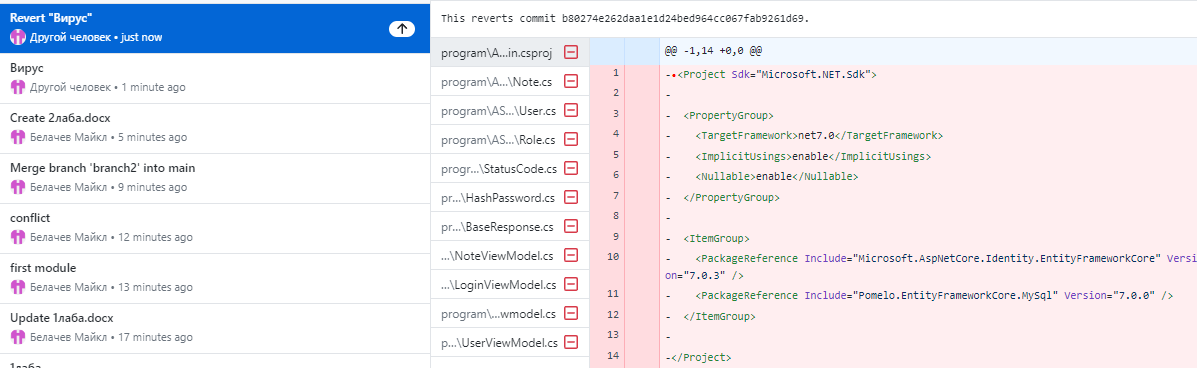 Revert "Вирус"
Другой человек • just now
Вирус
Другой человек • 1 minute ago
Create 2лаба.docx
Белачев Майкл • 5 minutes ago
Merge branch 'branch2' into main
Белачев Майкл • 9 minutes ago
conflict
Белачев Майкл • 12 minutes ago
first module
Белачев Майкл • 13 minutes ago
Update 1лаба.docx
Белачев Майкл • 17 minutes ago
1лаба
This reverts commit b80274e262daa1e1d24bed964cc067fab9261d69.
program\A...in.csproj
program\A...\Note.cs
program\AS...\User.cs
program\AS...\Role.cs
progr...\StatusCode.cs
pr...\HashPassword.cs
pr...\BaseResponse.cs
...\NoteViewModel.cs
...\LoginViewModel.cs
program\...wmodel.cs
p...\UserViewModel.cs
@@ -1,14 +0,0 @@
1 -<Project Sdk="Microsoft.NET.Sdk">
2 -
3 - <PropertyGroup>
4 - <TargetFramework>net7.0</TargetFramework>
5 - <ImplicitUsings>enable</ImplicitUsings>
6 - <Nullable>enable</Nullable>
7 - </PropertyGroup>
8 -
9 - <ItemGroup>
10 - <PackageReference Include="Microsoft.AspNetCore.Identity.EntityFrameworkCore" Versi
on="7.0.3" />
11 - <PackageReference Include="Pomelo.EntityFrameworkCore.MySql" Version="7.0.0" />
12 - </ItemGroup>
13 -
14 -</Project>